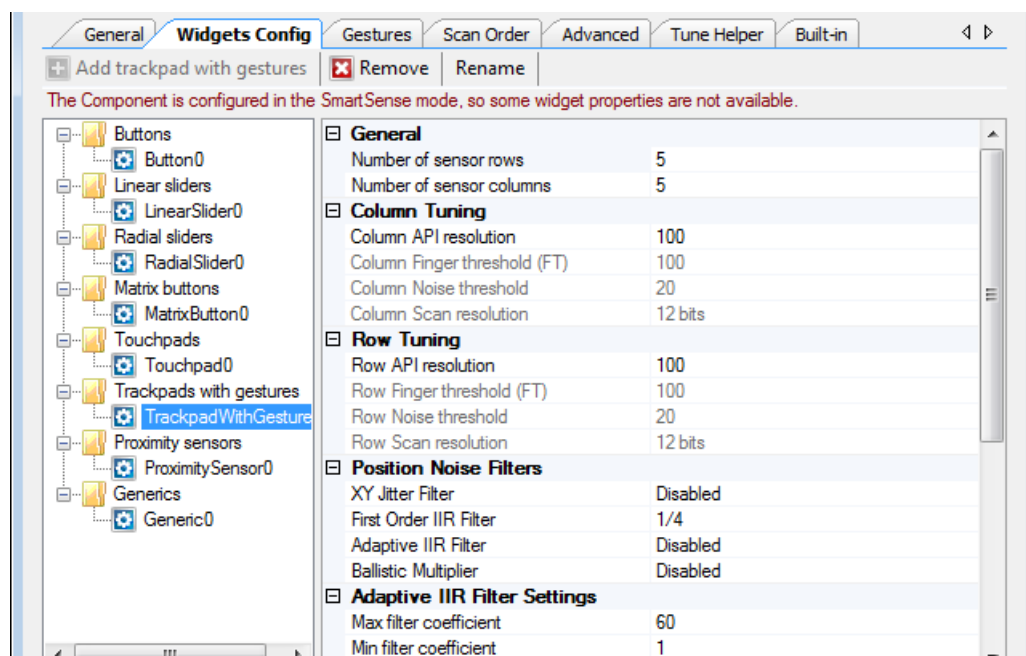 General Widgets Config Gestures Scan Order Advanced Tune Helper Built-in
Add trackpad with gestures Remove Rename
The Component is configured in the SmartSense mode, so some widget properties are not available.
Buttons
Button0
Linear sliders
LinearSlider0
Radial sliders
RadialSlider0
Matrix buttons
MatrixButton0
Touchpads
Touchpad0
Trackpads with gestures
TrackpadWithGesture
Proximity sensors
ProximitySensor0
Generics
Generic0
General
Number of sensor rows 5
Number of sensor columns 5
Column Tuning
Column API resolution 100
Column Finger threshold (FT) 100
Column Noise threshold 20
Column Scan resolution 12 bits
Row Tuning
Row API resolution 100
Row Finger threshold (FT) 100
Row Noise threshold 20
Row Scan resolution 12 bits
Position Noise Filters
XY Jitter Filter Disabled
First Order IIR Filter 1/4
Adaptive IIR Filter Disabled
Ballistic Multiplier Disabled
Adaptive IIR Filter Settings
Max filter coefficient 60
Min filter coefficient 1